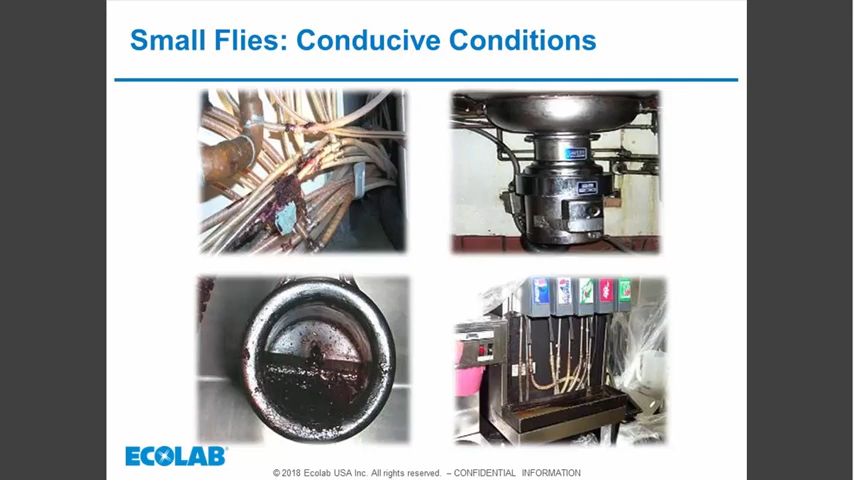 Small Flies: Conducive Conditions
ECOLAB®
© 2018 Ecolab USA Inc. All rights reserved. – CONFIDENTIAL INFORMATION